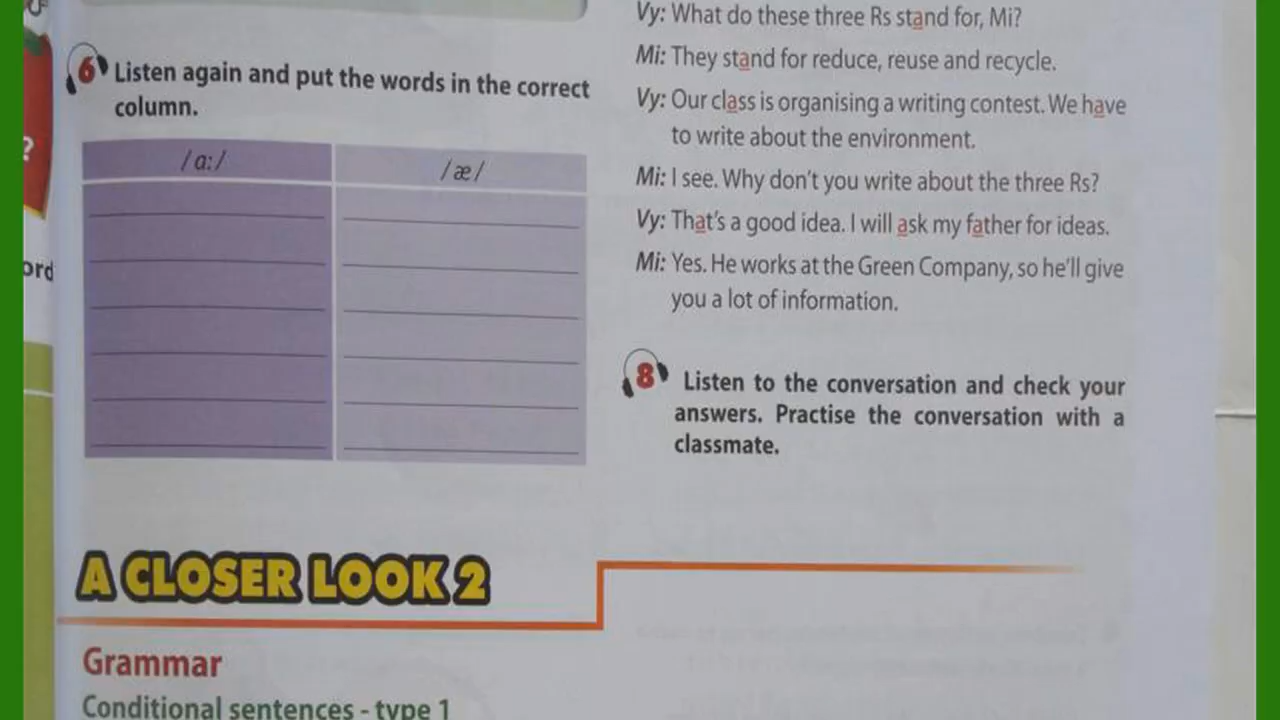 ?
ord
6 Listen again and put the words in the correct
column.
/ɑː/
/æ/
A CLOSER LOOK 2
Grammar
Conditional sentences - type 1
Vy: What do these three Rs stand for, Mi?
Mi: They stand for reduce, reuse and recycle.
Vy: Our class is organising a writing contest. We have
to write about the environment.
Mi: I see. Why don't you write about the three Rs?
Vy: That's a good idea. I will ask my father for ideas.
Mi: Yes. He works at the Green Company, so he'll give
you a lot of information.
8 Listen to the conversation and check your
answers. Practise the conversation with a
classmate.